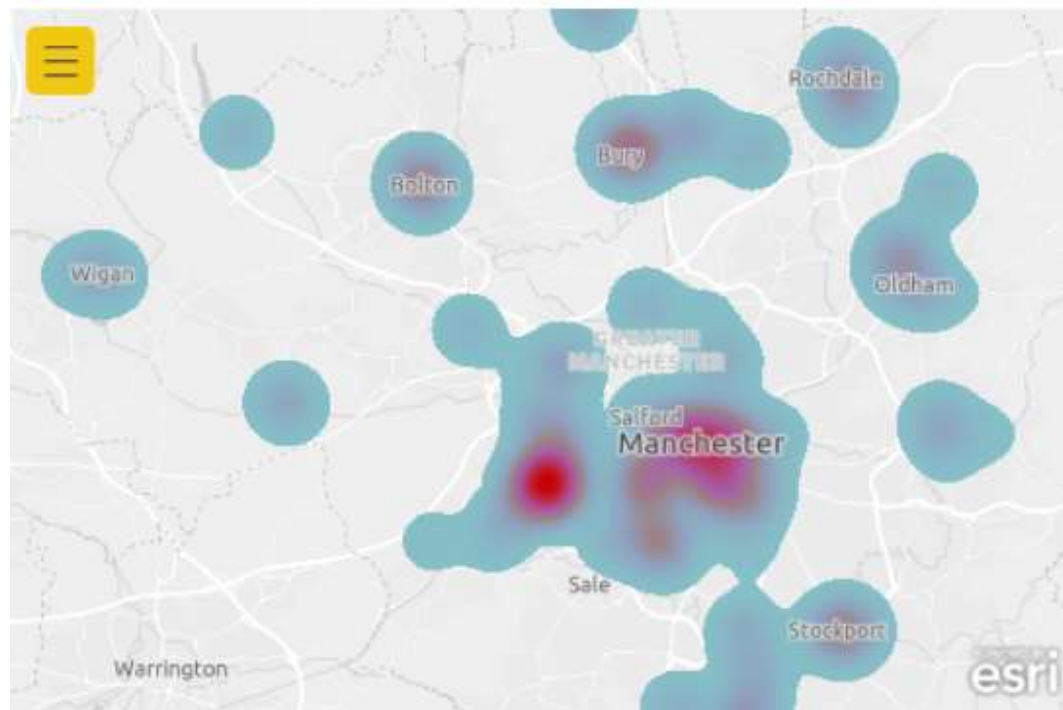 Rochdale
Bury
Bolton
Wigan
Oldham
GREATER
MANCHESTER
Salford
Manchester
Sale
Stockport
Warrington
esri